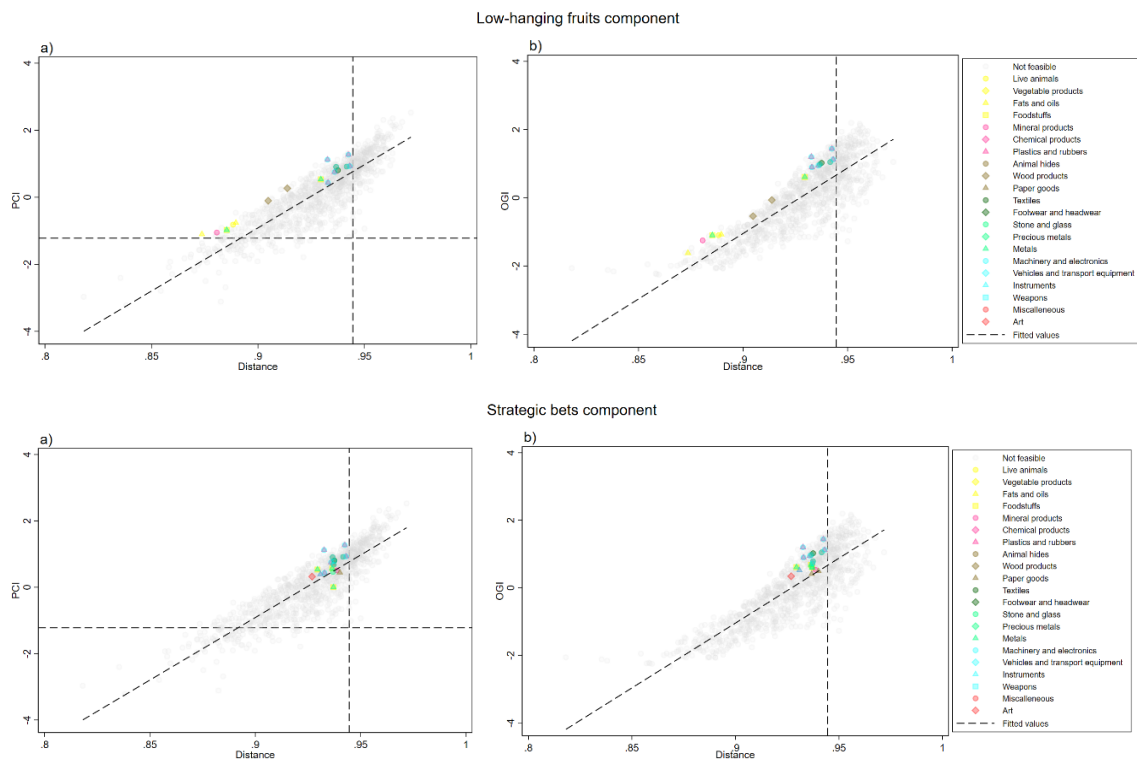 Low-hanging fruits component
a)
4
2
0
-2
-4
PCI
.8
.85
.9
.95
1
Distance
b)
4
2
0
-2
-4
OGI
.8
.85
.9
.95
1
Distance
Not feasible
Live animals
Vegetable products
Fats and oils
Foodstuffs
Mineral products
Chemical products
Plastics and rubbers
Animal hides
Wood products
Paper goods
Textiles
Footwear and headwear
Stone and glass
Precious metals
Metals
Machinery and electronics
Vehicles and transport equipment
Instruments
Weapons
Miscalleneous
Art
Fitted values
Strategic bets component
a)
4
2
0
-2
-4
PCI
.8
.85
.9
.95
1
Distance
b)
4
2
0
-2
-4
OGI
.8
.85
.9
.95
1
Distance
Not feasible
Live animals
Vegetable products
Fats and oils
Foodstuffs
Mineral products
Chemical products
Plastics and rubbers
Animal hides
Wood products
Paper goods
Textiles
Footwear and headwear
Stone and glass
Precious metals
Metals
Machinery and electronics
Vehicles and transport equipment
Instruments
Weapons
Miscalleneous
Art
Fitted values